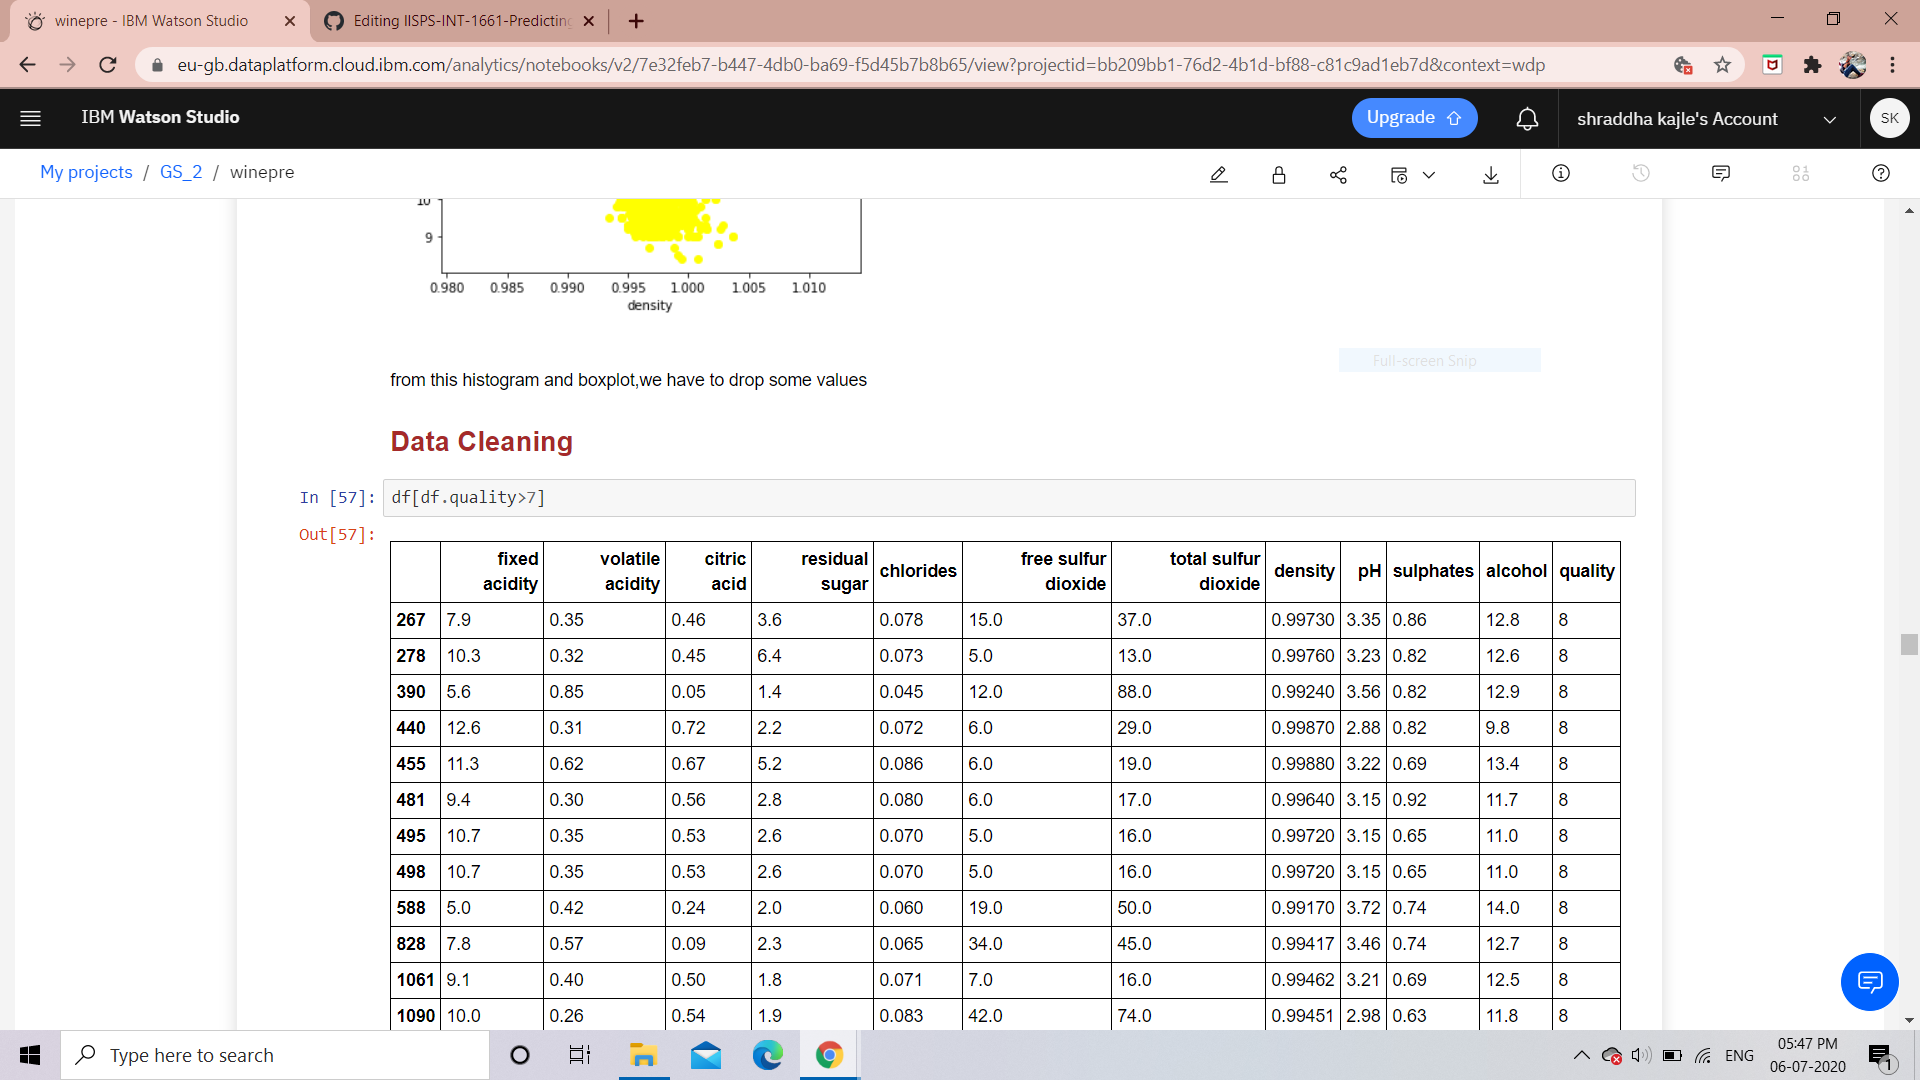 winepre - IBM Watson Studio
Editing IISPS-INT-1661-Predicting
eu-gb.dataplatform.cloud.ibm.com/analytics/notebooks/v2/7e32feb7-b447-4db0-ba69-f5d45b7b8b65/view?projectid=bb209bb1-76d2-4b1d-bf88-c81c9ad1eb7d&context=wdp
IBM Watson Studio
Upgrade
shraddha kajle's Account
SK
My projects / GS_2 / winepre
10
9
0.980 0.985 0.990 0.995 1.000 1.005 1.010
density
Full-screen Snip
from this histogram and boxplot,we have to drop some values
Data Cleaning
In [57]: df[df.quality>7]
Out[57]:
fixed acidity volatile acidity citric acid residual sugar chlorides free sulfur dioxide total sulfur dioxide density pH sulphates alcohol quality
267 7.9 0.35 0.46 3.6 0.078 15.0 37.0 0.99730 3.35 0.86 12.8 8
278 10.3 0.32 0.45 6.4 0.073 5.0 13.0 0.99760 3.23 0.82 12.6 8
390 5.6 0.85 0.05 1.4 0.045 12.0 88.0 0.99240 3.56 0.82 12.9 8
440 12.6 0.31 0.72 2.2 0.072 6.0 29.0 0.99870 2.88 0.82 9.8 8
455 11.3 0.62 0.67 5.2 0.086 6.0 19.0 0.99880 3.22 0.69 13.4 8
481 9.4 0.30 0.56 2.8 0.080 6.0 17.0 0.99640 3.15 0.92 11.7 8
495 10.7 0.35 0.53 2.6 0.070 5.0 16.0 0.99720 3.15 0.65 11.0 8
498 10.7 0.35 0.53 2.6 0.070 5.0 16.0 0.99720 3.15 0.65 11.0 8
588 5.0 0.42 0.24 2.0 0.060 19.0 50.0 0.99170 3.72 0.74 14.0 8
828 7.8 0.57 0.09 2.3 0.065 34.0 45.0 0.99417 3.46 0.74 12.7 8
1061 9.1 0.40 0.50 1.8 0.071 7.0 16.0 0.99462 3.21 0.69 12.5 8
1090 10.0 0.26 0.54 1.9 0.083 42.0 74.0 0.99451 2.98 0.63 11.8 8
Type here to search
ENG
05:47 PM
06-07-2020
1